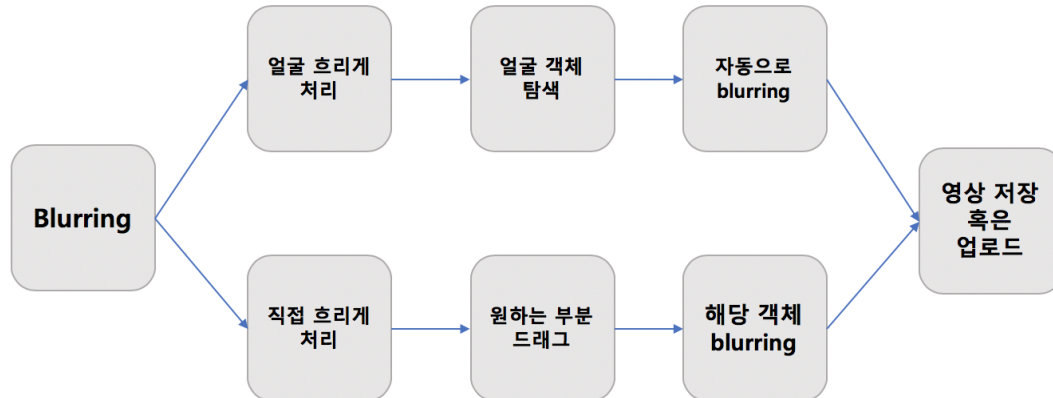 Blurring
얼굴 흐리게
처리
얼굴 객체
탐색
자동으로
blurring
직접 흐리게
처리
원하는 부분
드래그
해당 객체
blurring
영상 저장
혹은
업로드